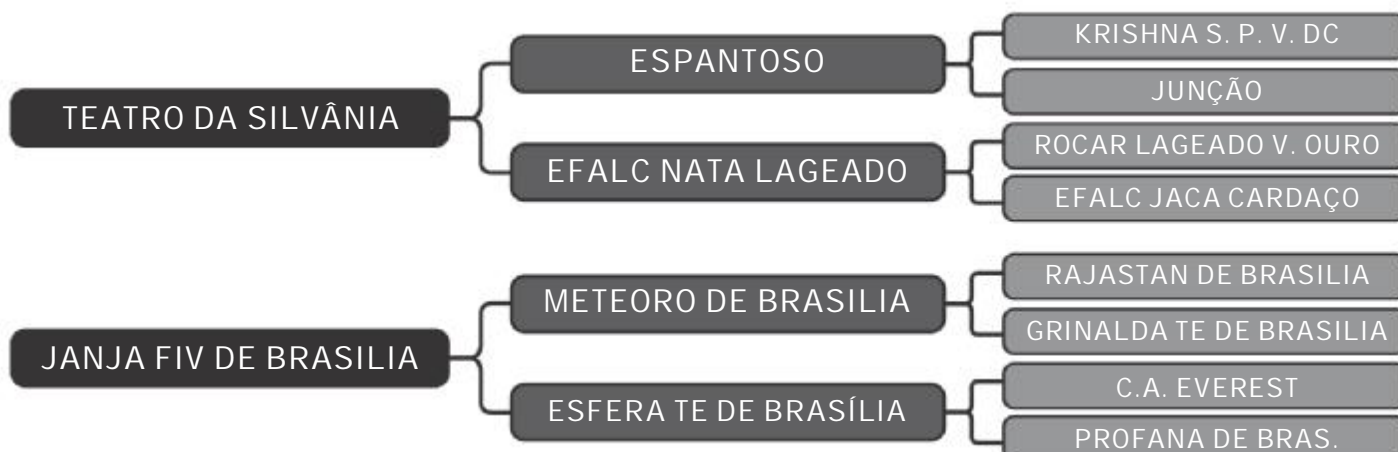 TEATRO DA SILVÂNIA
ESPANTOSO
KRISHNA S. P. V. DC
JUNÇÃO
EFALC NATA LAGEADO
ROCAR LAGEADO V. OURO
EFALC JACA CARDAÇO
JANJA FIV DE BRASILIA
METEORO DE BRASILIA
RAJASTAN DE BRASILIA
GRINALDA TE DE BRASILIA
ESFERA TE DE BRASÍLIA
C.A. EVEREST
PROFANA DE BRAS.